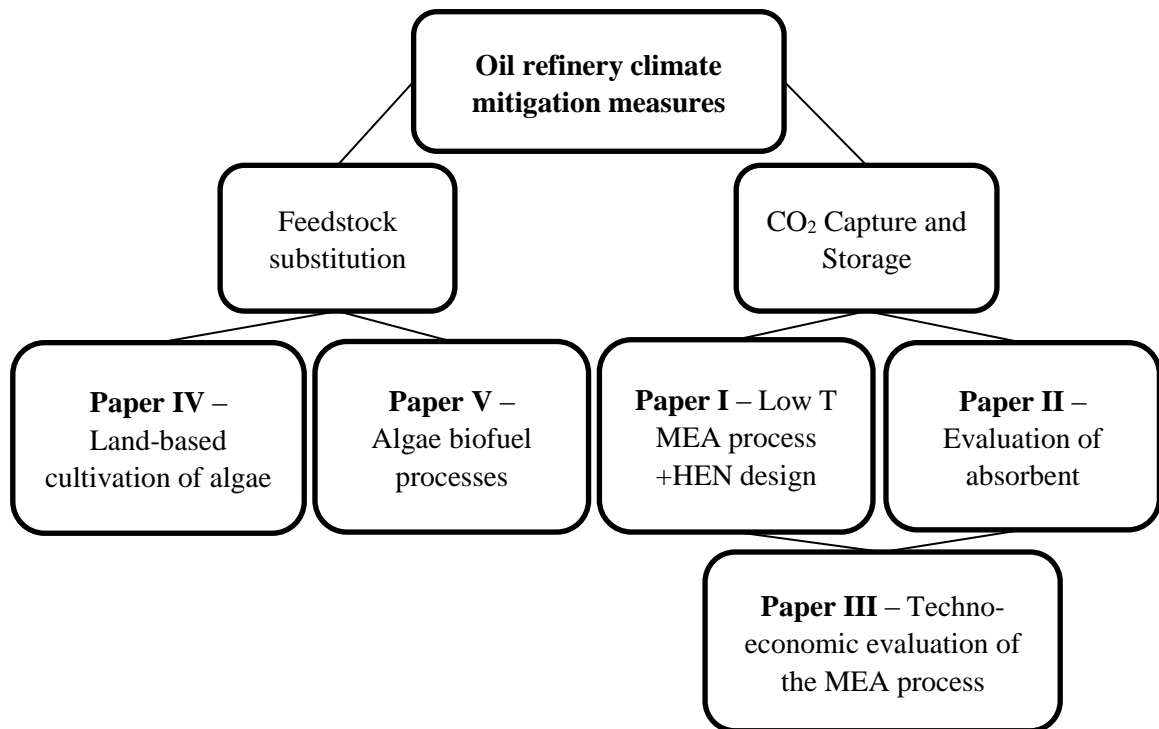 Oil refinery climate
mitigation measures
Feedstock
substitution
CO₂ Capture and
Storage
Paper IV –
Land-based
cultivation of algae
Paper V –
Algae biofuel
processes
Paper I – Low T
MEA process
+HEN design
Paper II –
Evaluation of
absorbent
Paper III – Techno-
economic evaluation of
the MEA process